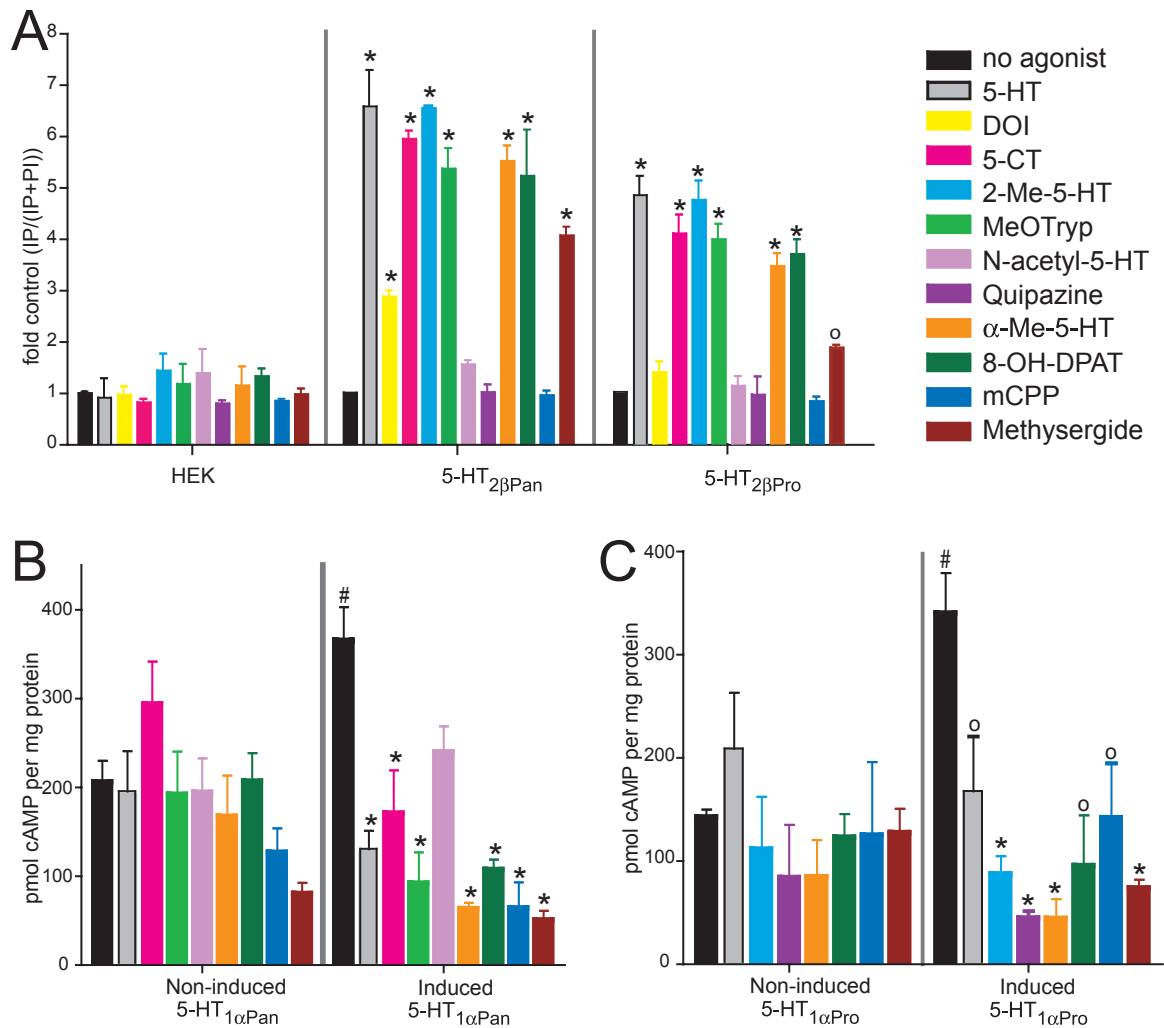 A
fold control (IP/(IP+PI))
8
7
6
5
4
3
2
1
0
* * * * * * * * *
* * * * * * o
HEK
5-HT2βPan
5-HT2βPro
no agonist
5-HT
DOI
5-CT
2-Me-5-HT
MeOTryp
N-acetyl-5-HT
Quipazine
α-Me-5-HT
8-OH-DPAT
mCPP
Methysergide
B
pmol cAMP per mg protein
400
300
200
100
0
# * * * * * * *
Non-induced
5-HT1αPan
Induced
5-HT1αPan
C
pmol cAMP per mg protein
400
300
200
100
0
# o * * * o o *
Non-induced
5-HT1αPro
Induced
5-HT1αPro